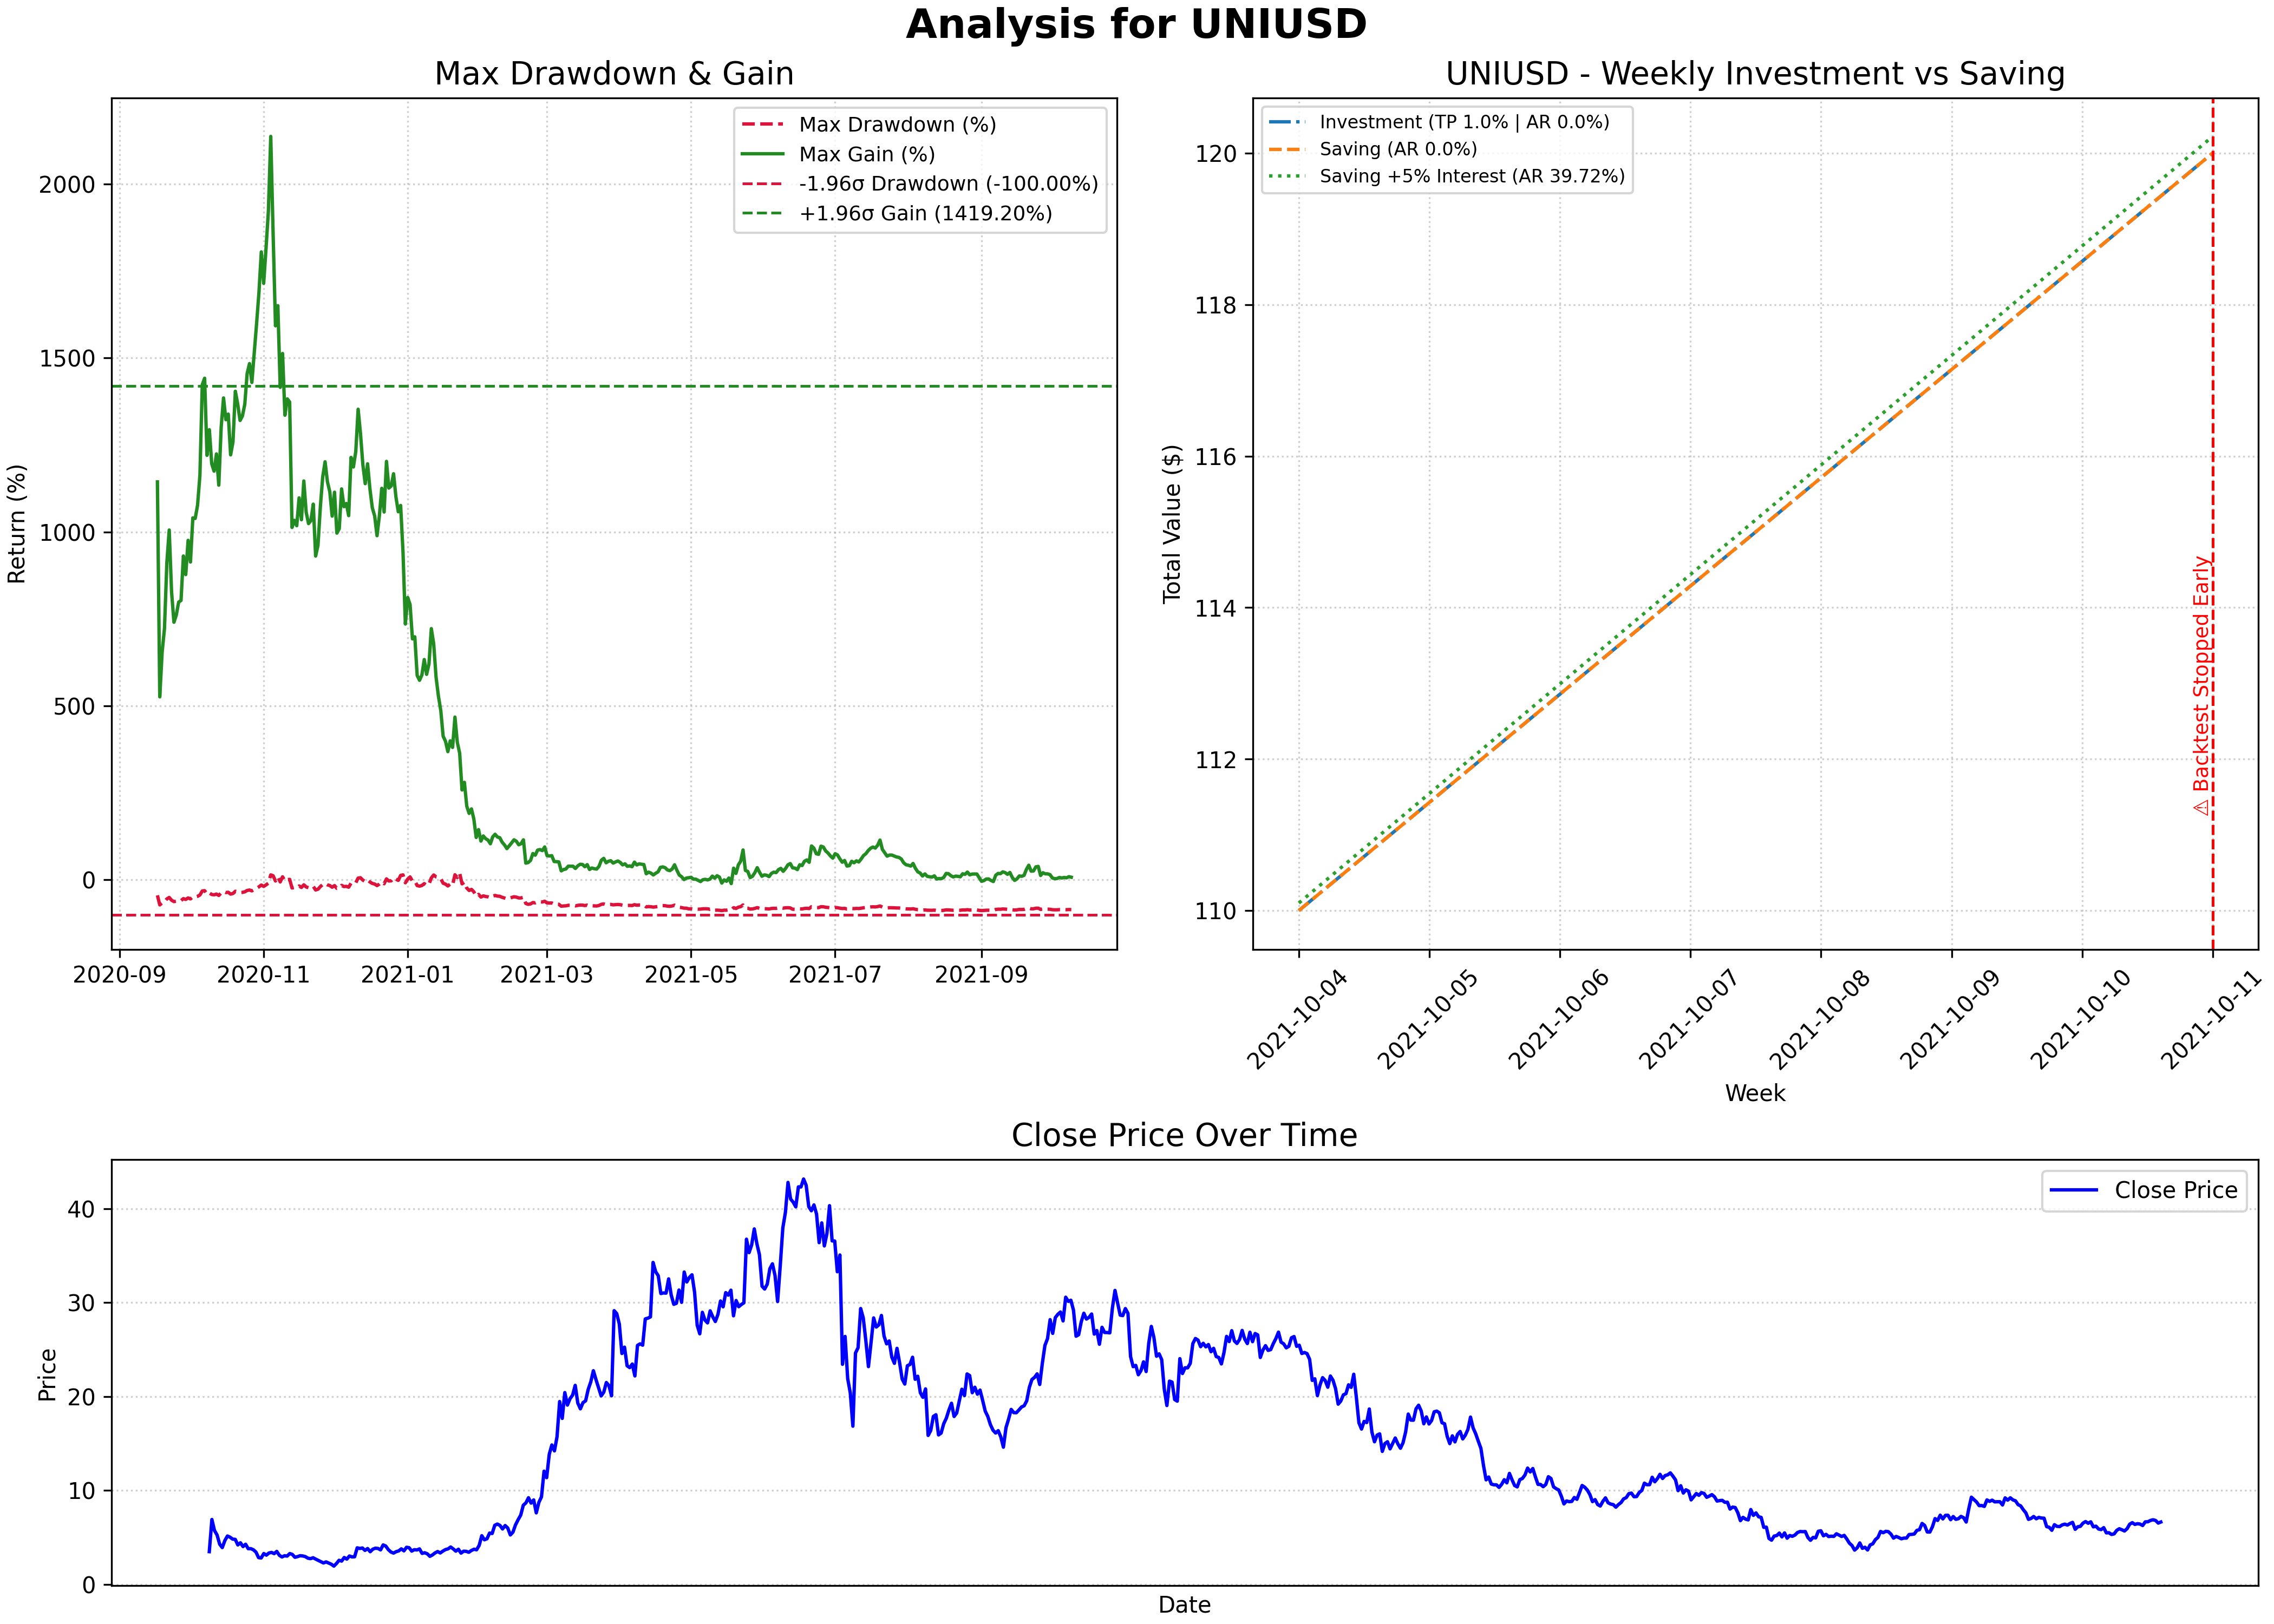 Analysis for UNIUSD
Max Drawdown & Gain
Max Drawdown (%)
Max Gain (%)
-1.96σ Drawdown (-100.00%)
+1.96σ Gain (1419.20%)
Return (%)
2000
1500
1000
500
0
2020-09 2020-11 2021-01 2021-03 2021-05 2021-07 2021-09
UNIUSD - Weekly Investment vs Saving
Investment (TP 1.0% | AR 0.0%)
Saving (AR 0.0%)
Saving +5% Interest (AR 39.72%)
Total Value ($)
120
118
116
114
112
110
⚠ Backtest Stopped Early
2021-10-04 2021-10-05 2021-10-06 2021-10-07 2021-10-08 2021-10-09 2021-10-10 2021-10-11
Week
Close Price Over Time
Close Price
Price
40
30
20
10
0
Date